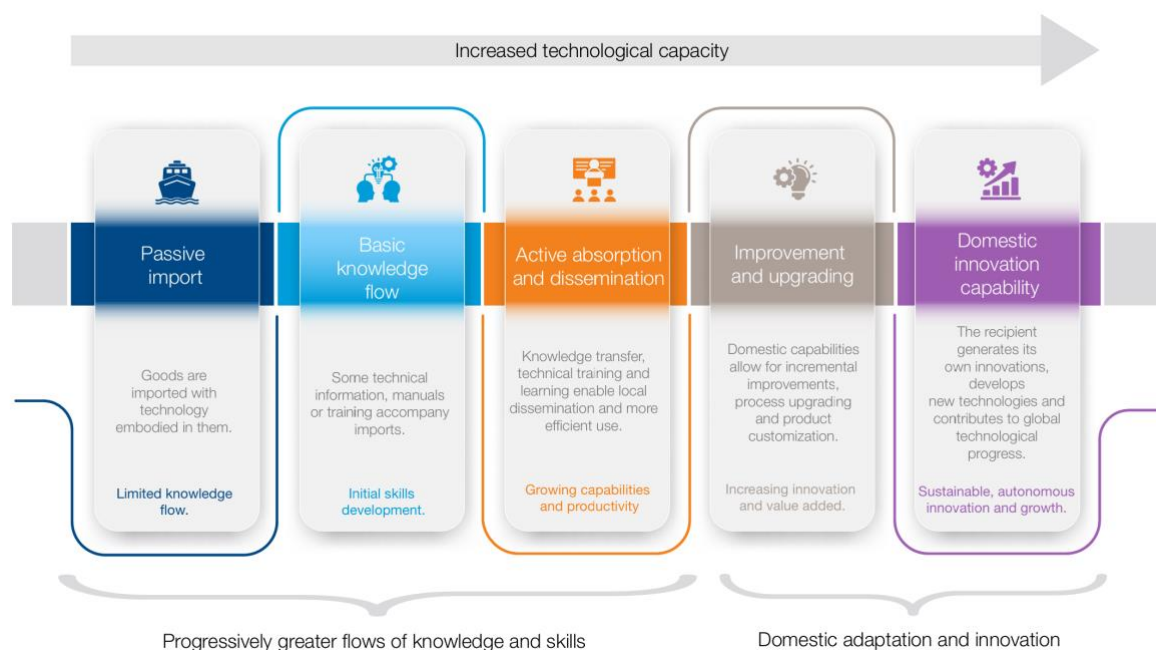 Increased technological capacity
Passive
import
Goods are
imported with
technology
embodied in them.
Limited knowledge
flow.
Basic
knowledge
flow
Some technical
information, manuals
or training accompany
imports.
Initial skills
development.
Active absorption
and dissemination
Knowledge transfer,
technical training and
learning enable local
dissemination and more
efficient use.
Growing capabilities
and productivity
Improvement
and upgrading
Domestic capabilities
allow for incremental
improvements,
process upgrading
and product
customization.
Increasing innovation
and value added.
Domestic
innovation
capability
The recipient
generates its
own innovations,
develops
new technologies and
contributes to global
technological
progress.
Sustainable, autonomous
innovation and growth.
Progressively greater flows of knowledge and skills
Domestic adaptation and innovation